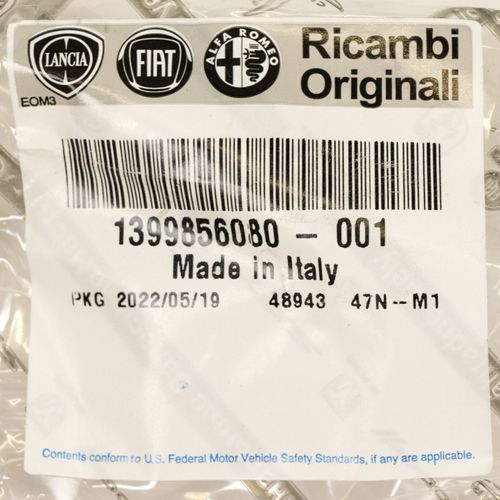 LANCIA FIAT ALFA ROMEO Ricambi
Originali
EOM3
1399856080 - 001
Made in Italy
PKG 2022/05/19 48943 47N--M1
Contents conform to U.S. Federal Motor Vehicle Safety Standards, if any are applicable.